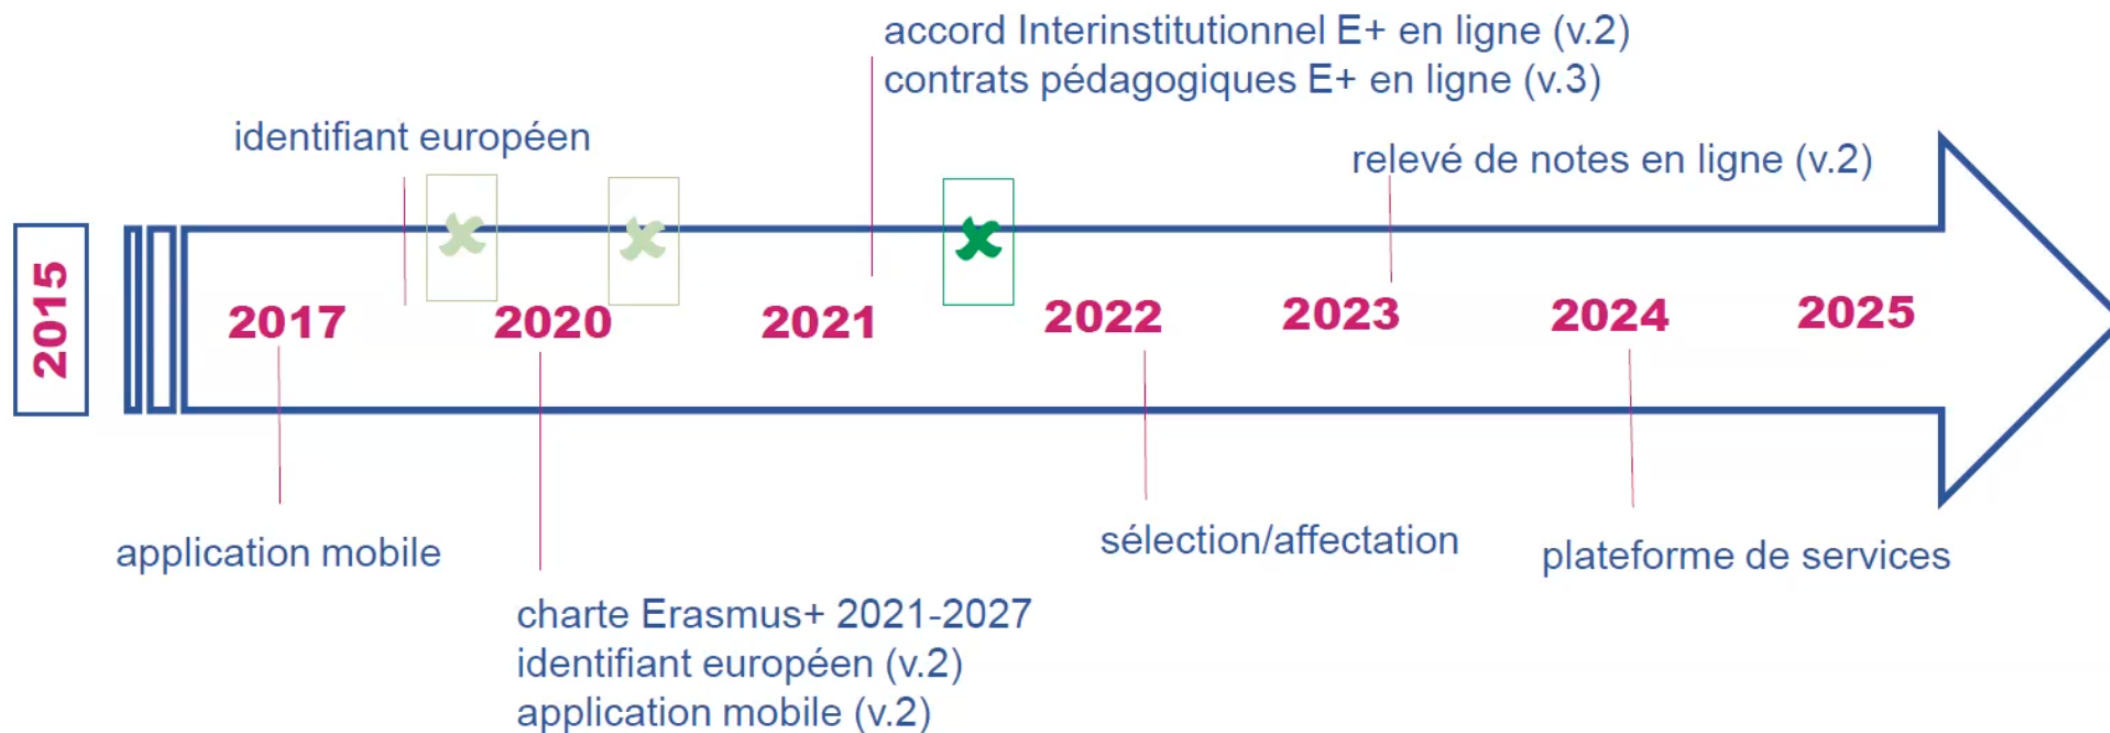 accord Interinstitutionnel E+ en ligne (v.2)
contrats pédagogiques E+ en ligne (v.3)
identifiant européen
relevé de notes en ligne (v.2)
2015
2017
2020
2021
2022
2023
2024
2025
application mobile
sélection/affectation
plateforme de services
charte Erasmus+ 2021-2027
identifiant européen (v.2)
application mobile (v.2)